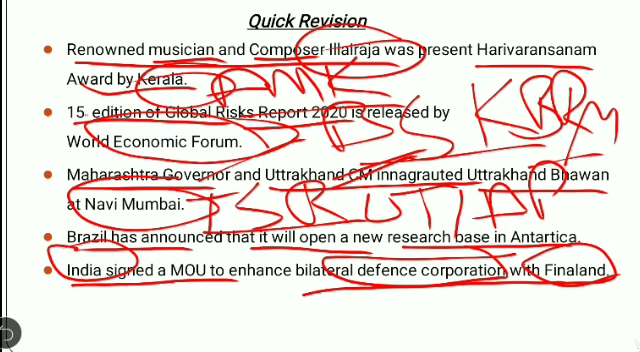 Quick Revision
Renowned musician and Composer Illairaja was present Harivaransanam
Award by Kerala.
15 edition of Global Risks Report 2020 is released by
World Economic Forum.
Maharashtra Governor and Uttrakhand CM innagrauted Uttrakhand Bhawan
at Navi Mumbai.
Brazil has announced that it will open a new research base in Antartica.
India signed a MOU to enhance bilateral defence corporation with Finaland.